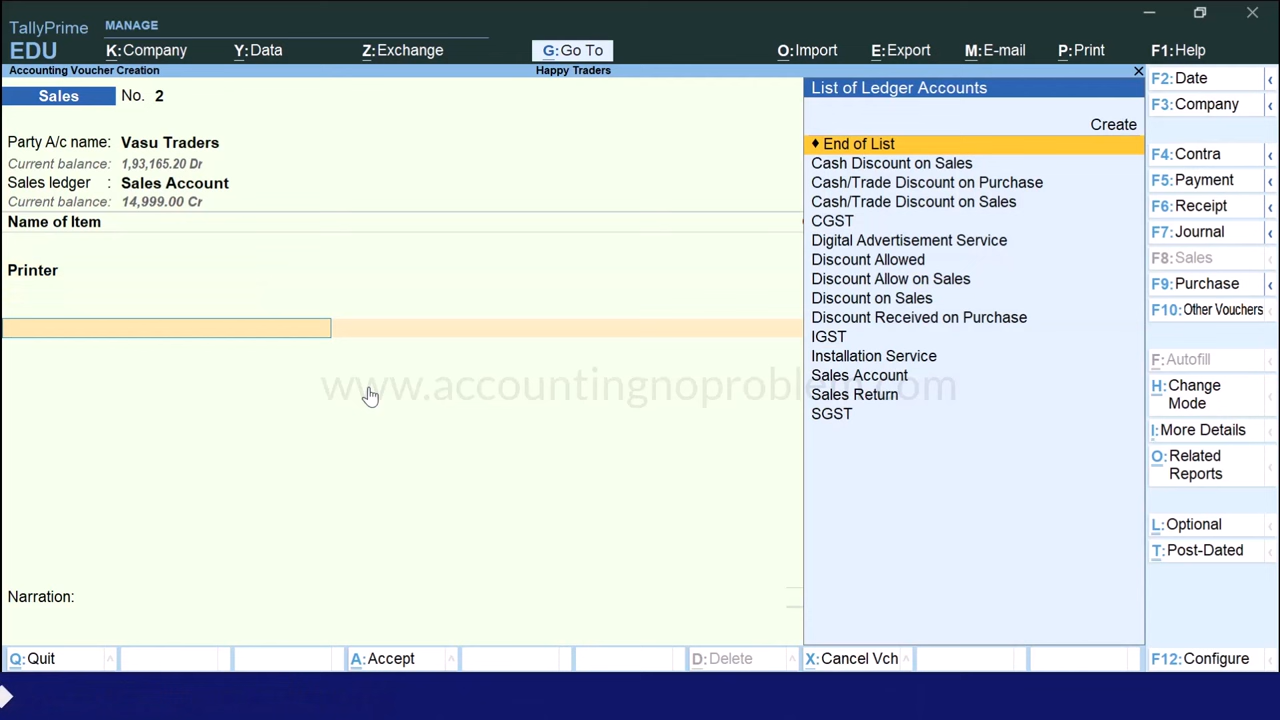 TallyPrime
EDU
MANAGE
K:Company
Y:Data
Z:Exchange
G:Go To
O:Import
E:Export
M:E-mail
P:Print
F1:Help
Accounting Voucher Creation
Happy Traders
Sales No. 2
Party A/c name: Vasu Traders
Current balance: 1,93,165.20 Dr
Sales ledger : Sales Account
Current balance: 14,999.00 Cr
Name of Item
Printer
Narration:
List of Ledger Accounts
Create
♦ End of List
Cash Discount on Sales
Cash/Trade Discount on Purchase
Cash/Trade Discount on Sales
CGST
Digital Advertisement Service
Discount Allowed
Discount Allow on Sales
Discount on Sales
Discount Received on Purchase
IGST
Installation Service
Sales Account
Sales Return
SGST
www.accountingnoproblem.com
F2:Date
F3:Company
F4:Contra
F5:Payment
F6:Receipt
F7:Journal
F8:Sales
F9:Purchase
F10:Other Vouchers
F:Autofill
H:Change
Mode
I:More Details
O:Related
Reports
L:Optional
T:Post-Dated
Q:Quit
A:Accept
D:Delete
X:Cancel Vch
F12:Configure